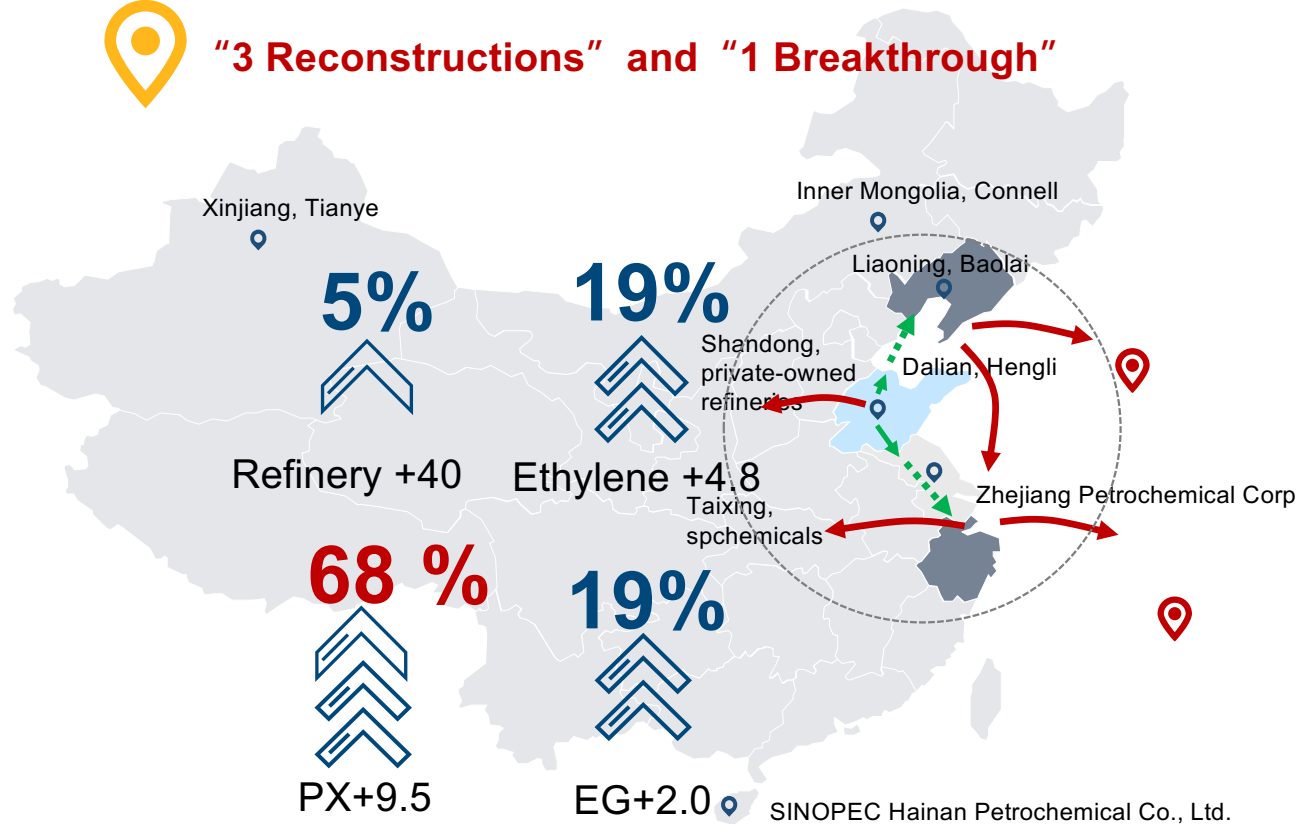 “3 Reconstructions” and “1 Breakthrough”
Xinjiang, Tianye
Inner Mongolia, Connell
Liaoning, Baolai
5%
19%
Shandong,
private-owned
refineries
Dalian, Hengli
Refinery +40
Ethylene +4.8
Taixing,
spchemicals
Zhejiang Petrochemical Corp
68 %
19%
PX+9.5
EG+2.0
SINOPEC Hainan Petrochemical Co., Ltd.